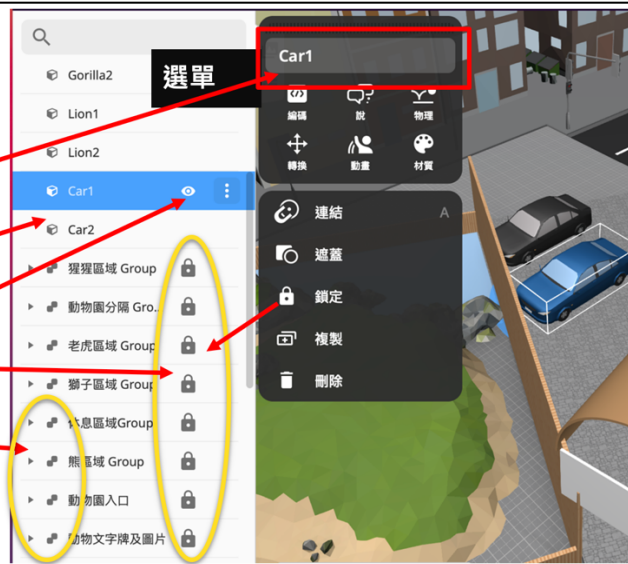 Gorilla2
Lion1
Lion2
Car1
Car2
猩猩區域 Group
動物園分隔 Gro..
老虎區域 Group
獅子區域 Group
休息區域Group
熊區域 Group
動物園入口
動物文字牌及圖片
選單
Car1
編碼
說
物理
轉換
動畫
材質
連結 A
遮蓋
鎖定
複製
刪除